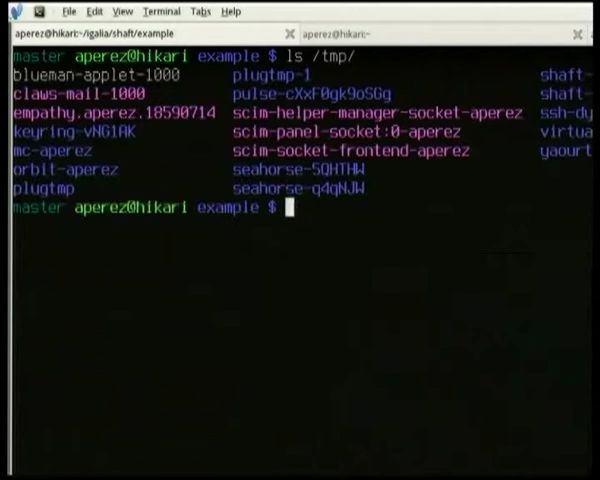 File Edit View Terminal Tabs Help
aperez@hikari:~/igalia/shaft/example aperez@hikari:~
master aperez@hikari example $ ls /tmp/
blueman-applet-1000 plugtmp-1 shaft-
claws-mail-1000 pulse-cXxF0gk9oSGg shaft-
empathy.aperez.18590714 scim-helper-manager-socket-aperez ssh-dy
keyring-vNG1AK scim-panel-socket:0-aperez virtua
mc-aperez scim-socket-frontend-aperez yaourt
orbit-aperez seahorse-5QHTHW
plugtmp seahorse-q4qNJW
master aperez@hikari example $